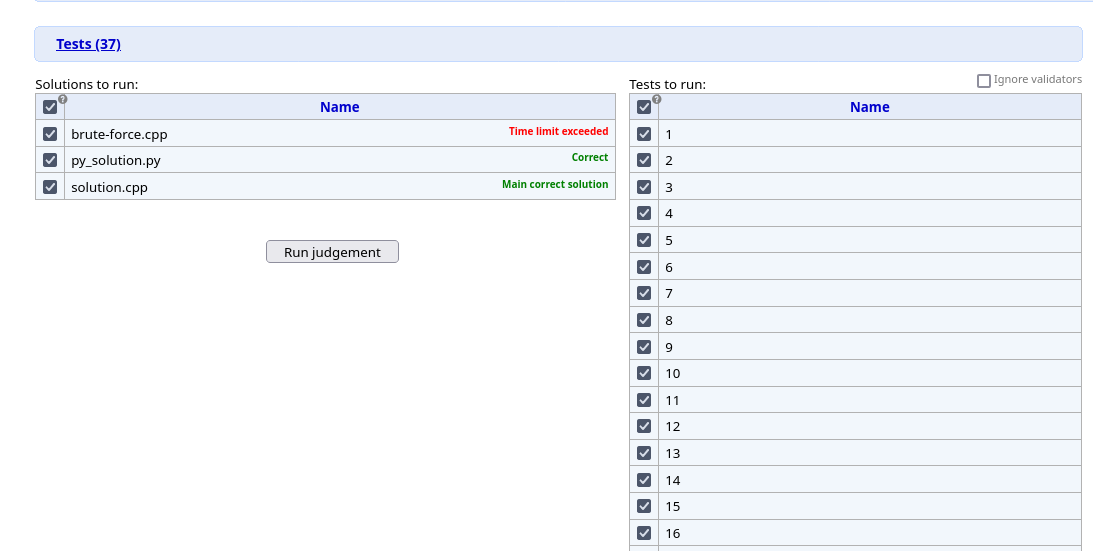 Tests (37)
Solutions to run:
Name
brute-force.cpp Time limit exceeded
py_solution.py Correct
solution.cpp Main correct solution
Run judgement
Tests to run:
Ignore validators
Name
1
2
3
4
5
6
7
8
9
10
11
12
13
14
15
16